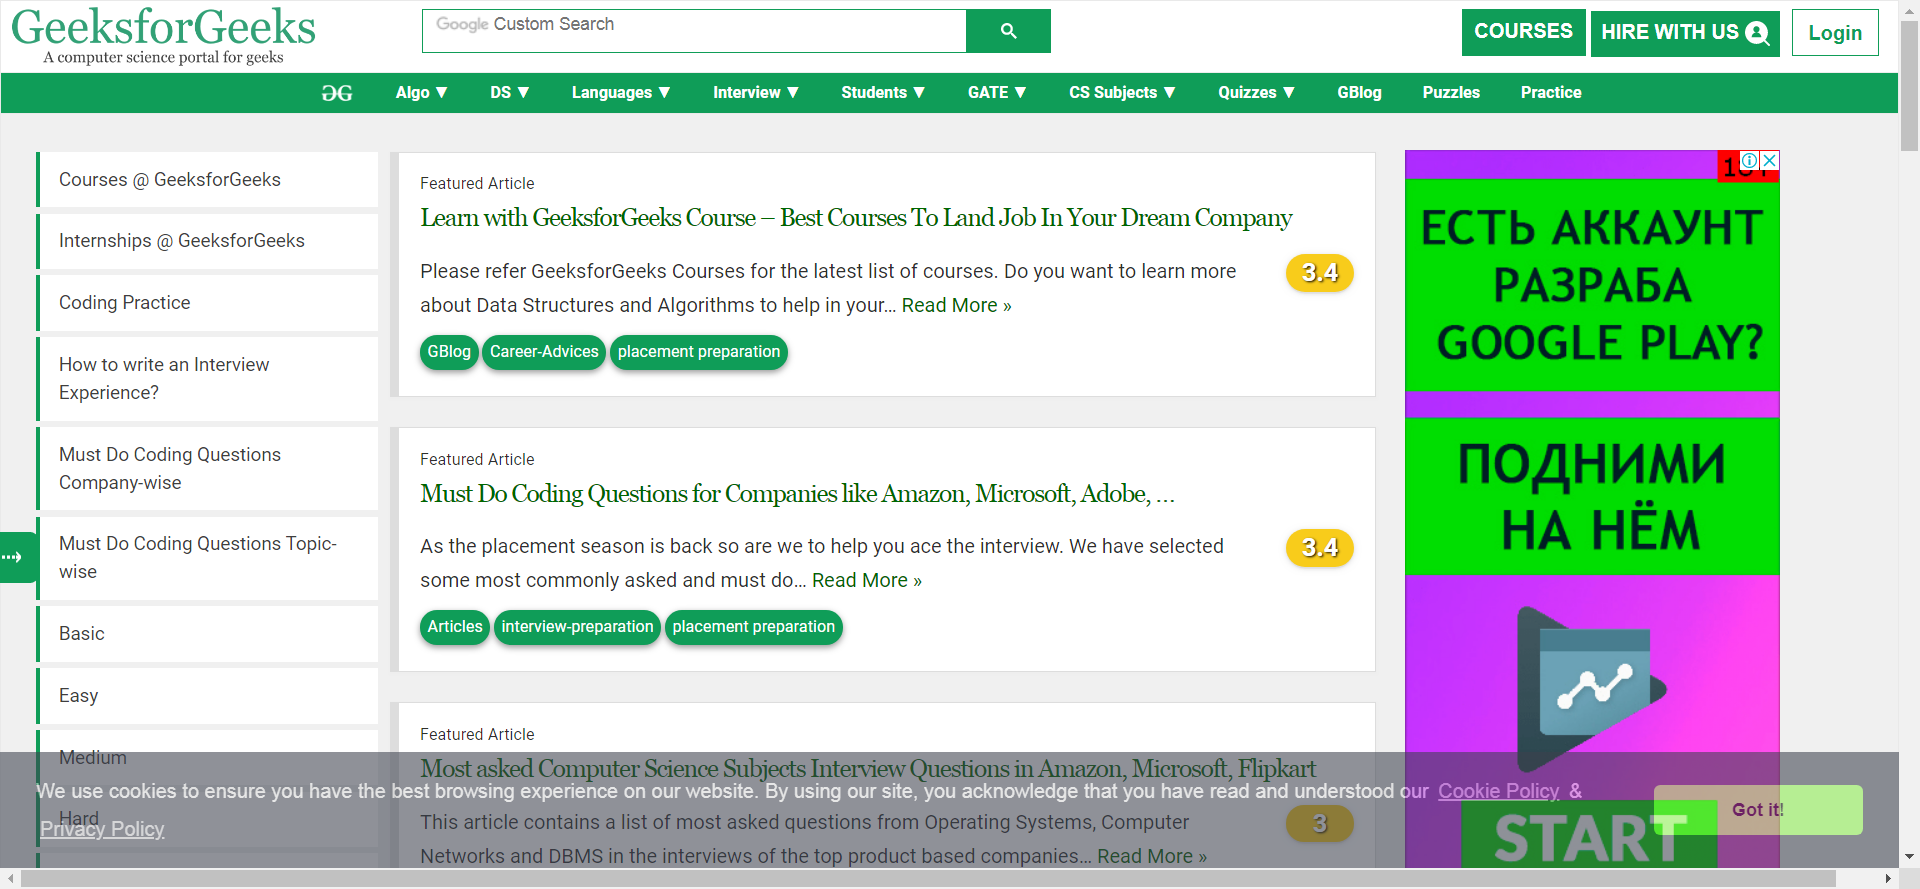 GeeksforGeeks
A computer science portal for geeks
Google Custom Search
COURSES
HIRE WITH US
Login
Algo ▼ DS ▼ Languages ▼ Interview ▼ Students ▼ GATE ▼ CS Subjects ▼ Quizzes ▼ GBlog Puzzles Practice
Courses @ GeeksforGeeks
Internships @ GeeksforGeeks
Coding Practice
How to write an Interview
Experience?
Must Do Coding Questions
Company-wise
Must Do Coding Questions Topic-
wise
Basic
Easy
Medium
Hard
Featured Article
Learn with GeeksforGeeks Course – Best Courses To Land Job In Your Dream Company
Please refer GeeksforGeeks Courses for the latest list of courses. Do you want to learn more
about Data Structures and Algorithms to help in your... Read More »
3.4
GBlog Career-Advices placement preparation
Featured Article
Must Do Coding Questions for Companies like Amazon, Microsoft, Adobe, …
As the placement season is back so are we to help you ace the interview. We have selected
some most commonly asked and must do... Read More »
3.4
Articles interview-preparation placement preparation
Featured Article
Most asked Computer Science Subjects Interview Questions in Amazon, Microsoft, Flipkart
This article contains a list of most asked questions from Operating Systems, Computer
Networks and DBMS in the interviews of the top product based companies... Read More »
3
ЕСТЬ АККАУНТ
РАЗРАБА
GOOGLE PLAY?
ПОДНИМИ
НА НЁМ
START
We use cookies to ensure you have the best browsing experience on our website. By using our site, you acknowledge that you have read and understood our Cookie Policy &
Privacy Policy
Got it!